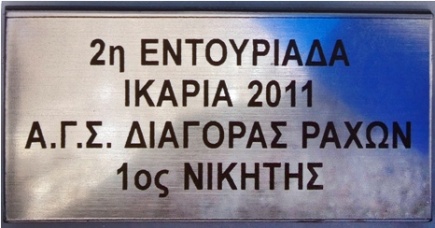 2η ΕΝΤΟΥΡΙΑΔΑ
ΙΚΑΡΙΑ 2011
Α.Γ.Σ. ΔΙΑΓΟΡΑΣ ΡΑΧΩΝ
1ος ΝΙΚΗΤΗΣ